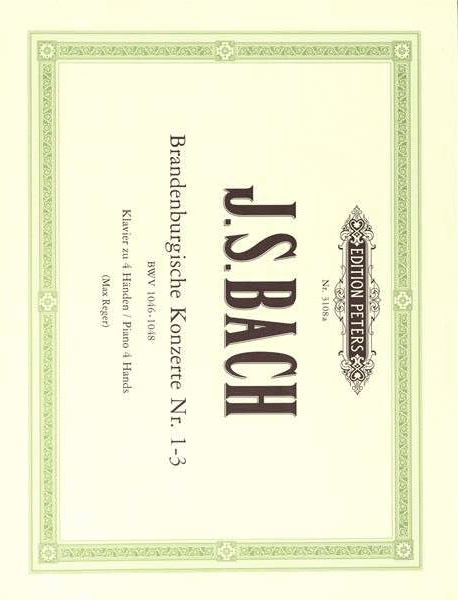 EDITION PETERS
Nr. 3108a
J.S. BACH
Brandenburgische Konzerte Nr. 1-3
BWV 1046-1048
Klavier zu 4 Händen / Piano 4 Hands
(Max Reger)